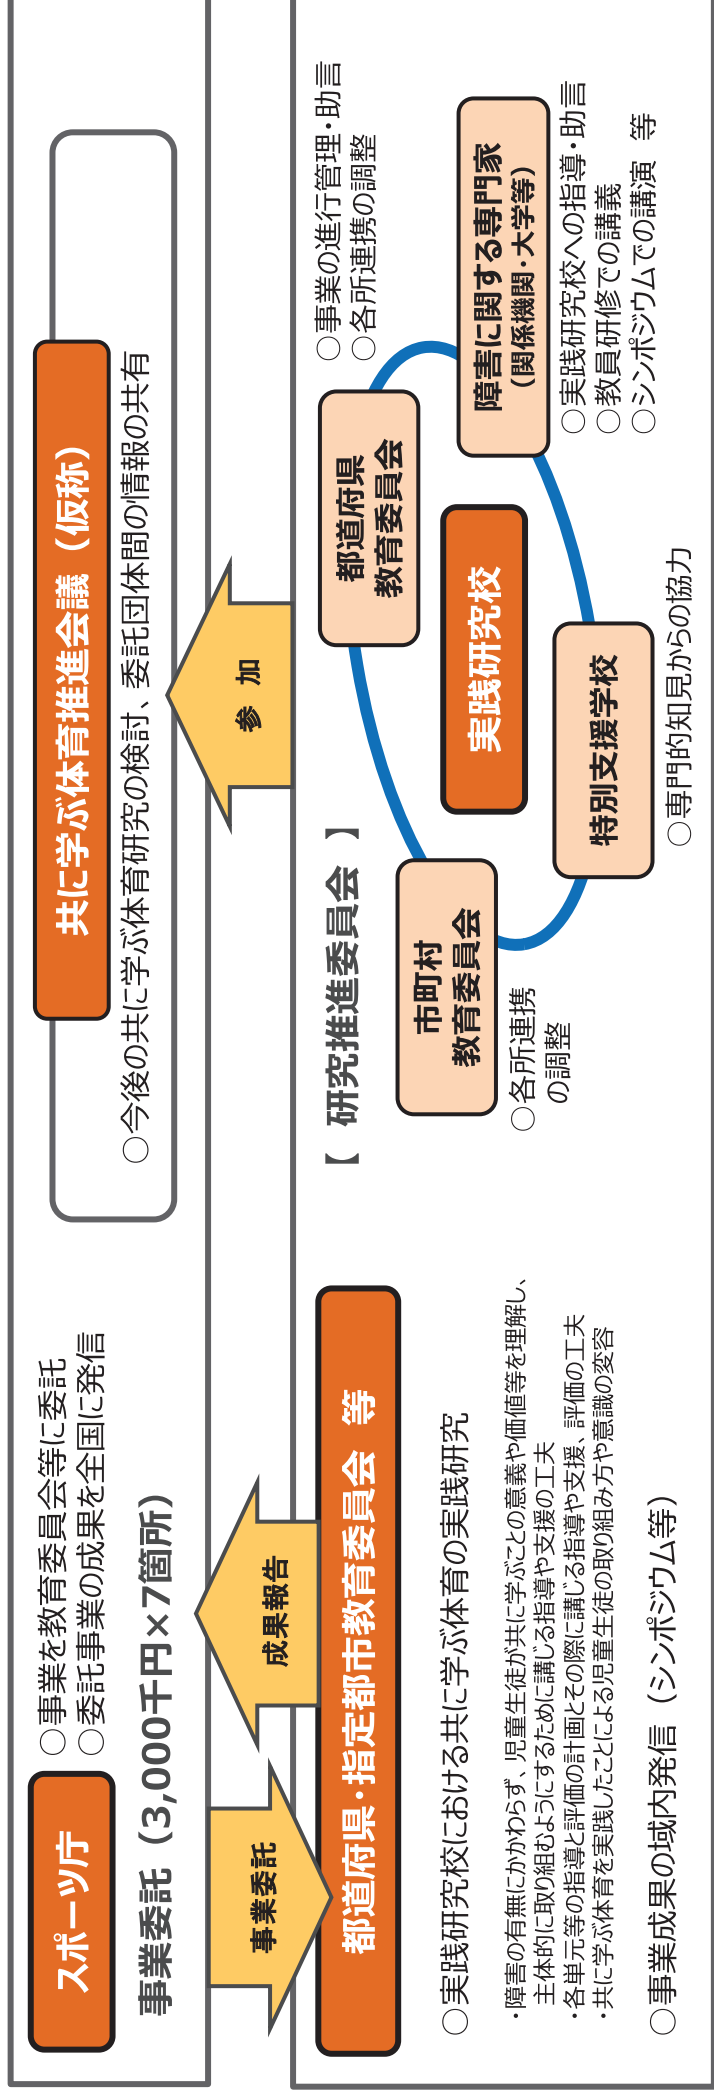 スポーツ庁
○事業を教育委員会等に委託
○委託事業の成果を全国に発信
事業委託（3,000千円×7箇所）
共に学ぶ体育推進会議（仮称）
○今後の共に学ぶ体育研究の検討、委託団体間の情報の共有
事業委託
成果報告
参　加
都道府県・指定都市教育委員会　等
○実践研究校における共に学ぶ体育の実践研究
・障害の有無にかかわらず、児童生徒が共に学ぶことの意義や価値等を理解し、
主体的に取り組むようにするために講じる指導や支援の工夫
・各単元等の指導と評価の計画とその際に講じる指導や支援、評価の工夫
・共に学ぶ体育を実践したことによる児童生徒の取り組み方や意識の変容
○事業成果の域内発信（シンポジウム等）
【　研究推進委員会　】
都道府県
教育委員会
○事業の進行管理・助言
○各所連携の調整
市町村
教育委員会
○各所連携
の調整
実践研究校
障害に関する専門家
（関係機関・大学等）
○実践研究校への指導・助言
○教員研修での講義
○シンポジウムでの講演　等
特別支援学校
○専門的知見からの協力